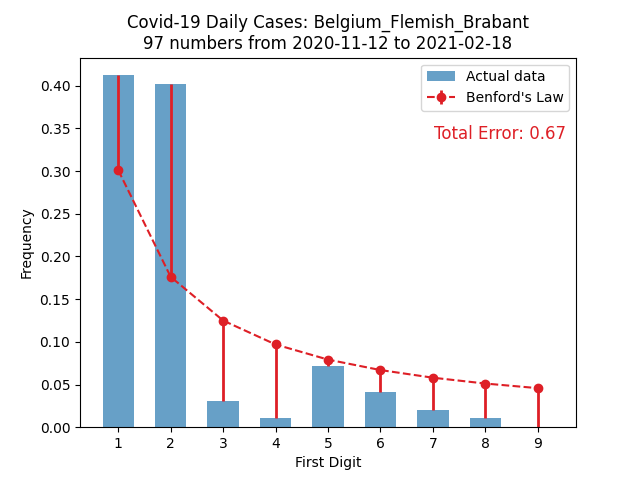 Covid-19 Daily Cases: Belgium_Flemish_Brabant
97 numbers from 2020-11-12 to 2021-02-18
Actual data
Benford's Law
Total Error: 0.67
Frequency
0.40
0.35
0.30
0.25
0.20
0.15
0.10
0.05
0.00
1 2 3 4 5 6 7 8 9
First Digit